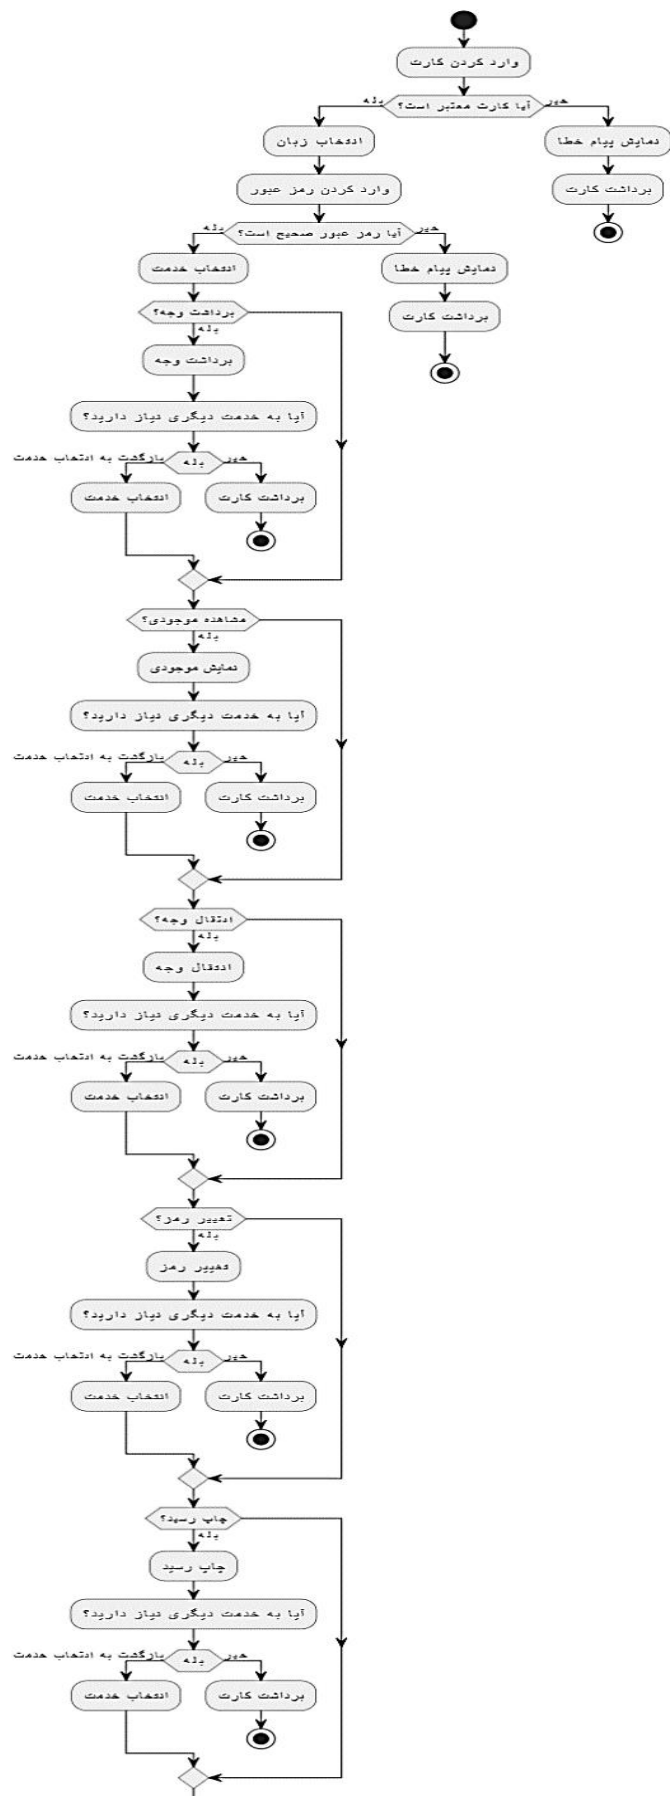 وارد کردن کارت
آیا کارت معتبر است؟
بله
خیر
انتخاب زبان
نمایش پیام خطا
وارد کردن رمز عبور
برداشت کارت
آیا رمز عبور صحیح است؟
بله
خیر
انتخاب خدمت
نمایش پیام خطا
برداشت وجه؟
برداشت کارت
بله
برداشت وجه
آیا به خدمت دیگری نیاز دارید؟
بله
بازگشت به انتخاب خدمت
خیر
انتخاب خدمت
برداشت کارت
مشاهده موجودی؟
بله
نمایش موجودی
آیا به خدمت دیگری نیاز دارید؟
بله
بازگشت به انتخاب خدمت
خیر
انتخاب خدمت
برداشت کارت
انتقال وجه؟
بله
انتقال وجه
آیا به خدمت دیگری نیاز دارید؟
بله
بازگشت به انتخاب خدمت
خیر
انتخاب خدمت
برداشت کارت
تغییر رمز؟
بله
تغییر رمز
آیا به خدمت دیگری نیاز دارید؟
بله
بازگشت به انتخاب خدمت
خیر
انتخاب خدمت
برداشت کارت
چاپ رسید؟
بله
چاپ رسید
آیا به خدمت دیگری نیاز دارید؟
بله
بازگشت به انتخاب خدمت
خیر
انتخاب خدمت
برداشت کارت